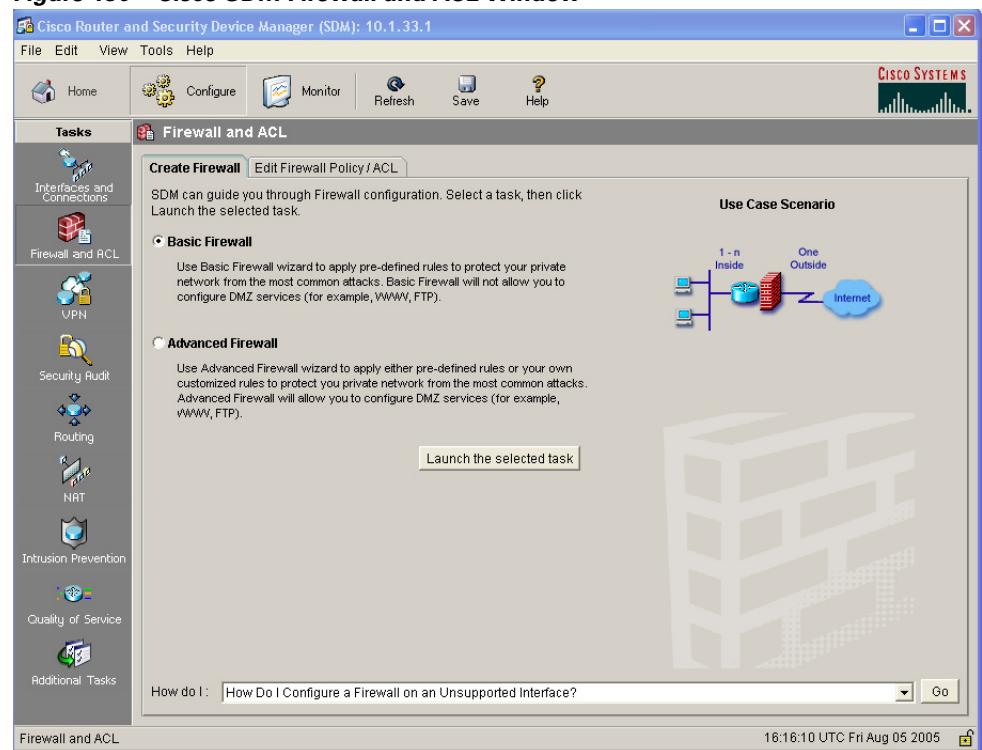 Figure 130 Cisco SDM Firewall and ACL Window
Cisco Router and Security Device Manager (SDM): 10.1.33.1
File Edit View Tools Help
Home
Configure
Monitor
Refresh
Save
Help
CISCO SYSTEMS
Tasks
Firewall and ACL
Interfaces and
Connections
Firewall and ACL
VPN
Security Audit
Routing
NAT
Intrusion Prevention
Quality of Service
Additional Tasks
Create Firewall
Edit Firewall Policy / ACL
SDM can guide you through Firewall configuration. Select a task, then click
Launch the selected task.
Basic Firewall
Use Basic Firewall wizard to apply pre-defined rules to protect your private
network from the most common attacks. Basic Firewall will not allow you to
configure DMZ services (for example, WWW, FTP).
Advanced Firewall
Use Advanced Firewall wizard to apply either pre-defined rules or your own
customized rules to protect you private network from the most common attacks.
Advanced Firewall will allow you to configure DMZ services (for example,
WWW, FTP).
Launch the selected task
Use Case Scenario
1 - n
Inside
One
Outside
Internet
How do I :
How Do I Configure a Firewall on an Unsupported Interface?
Go
Firewall and ACL
16:16:10 UTC Fri Aug 05 2005